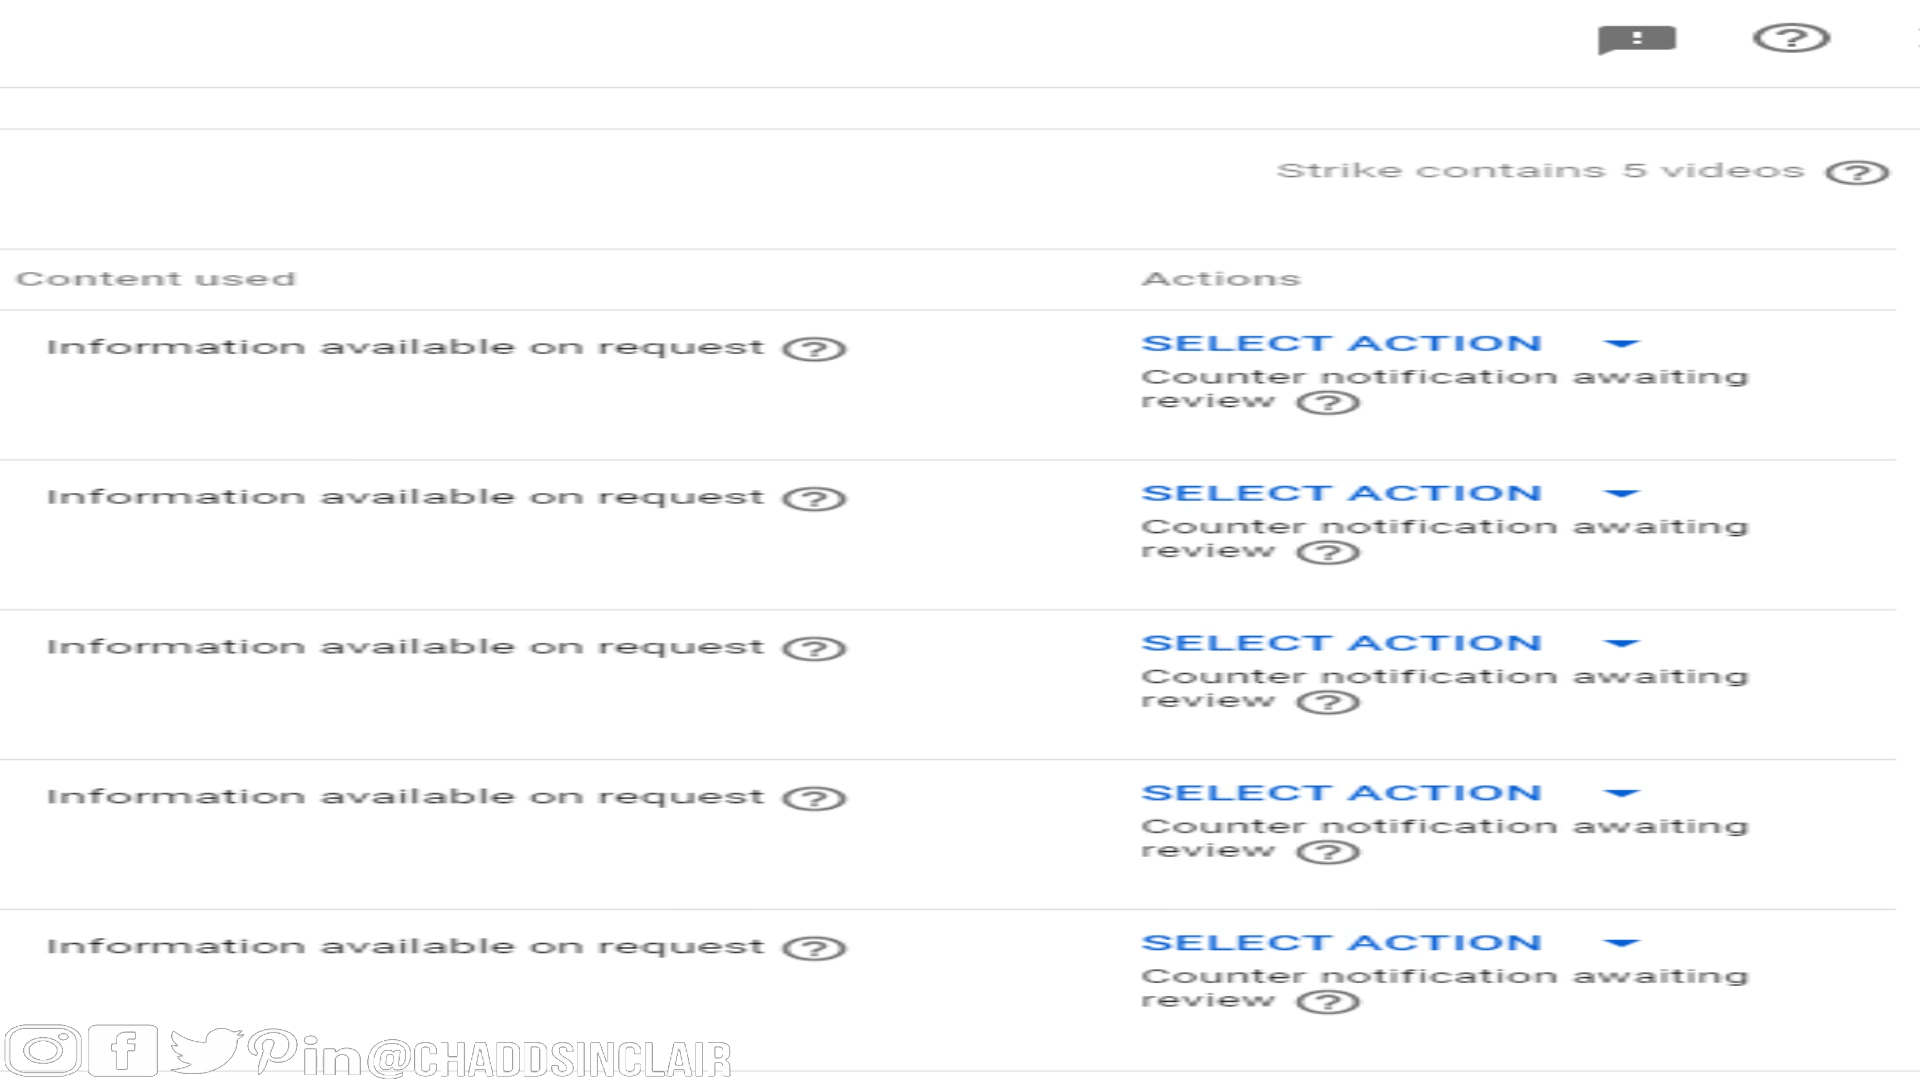 Strike contains 5 videos
Content used Actions
Information available on request SELECT ACTION
Counter notification awaiting
review
Information available on request SELECT ACTION
Counter notification awaiting
review
Information available on request SELECT ACTION
Counter notification awaiting
review
Information available on request SELECT ACTION
Counter notification awaiting
review
Information available on request SELECT ACTION
Counter notification awaiting
review
@CHADDSINCLAIR